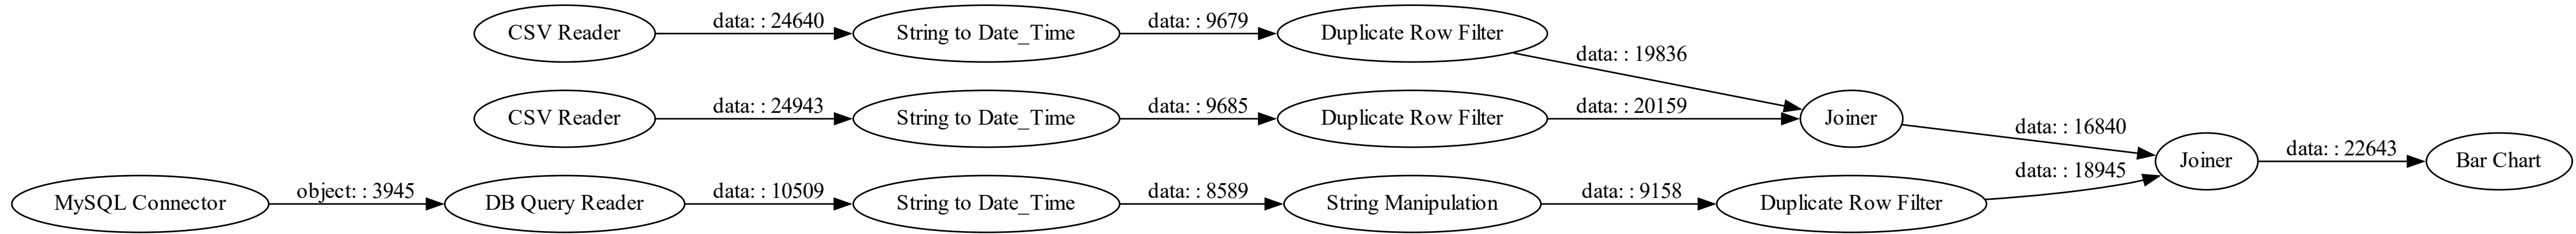 CSV Reader
data: : 24640
String to Date_Time
data: : 9679
Duplicate Row Filter
data: : 19836
CSV Reader
data: : 24943
String to Date_Time
data: : 9685
Duplicate Row Filter
data: : 20159
Joiner
data: : 16840
MySQL Connector
object: : 3945
DB Query Reader
data: : 10509
String to Date_Time
data: : 8589
String Manipulation
data: : 9158
Duplicate Row Filter
data: : 18945
Joiner
data: : 22643
Bar Chart